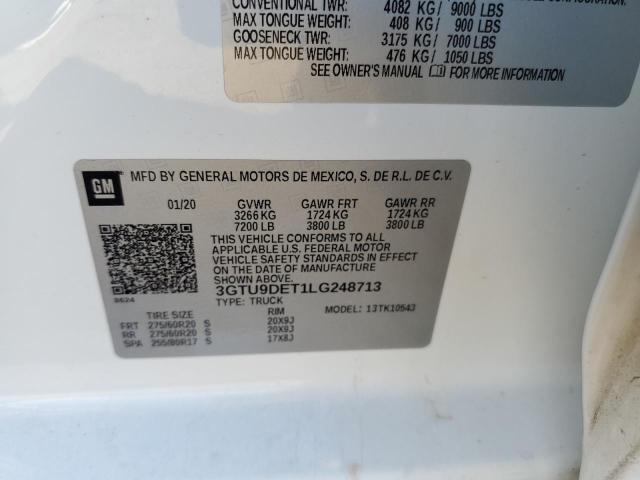 CONVENTIONAL TWR: 4082 KG/ 9000 LBS
MAX TONGUE WEIGHT: 408 KG/ 900 LBS
GOOSENECK TWR: 3175 KG/ 7000 LBS
MAX TONGUE WEIGHT: 476 KG/ 1050 LBS
SEE OWNER'S MANUAL FOR MORE INFORMATION
GM MFD BY GENERAL MOTORS DE MEXICO, S. DE R.L. DE C.V.
01/20 GVWR GAWR FRT GAWR RR
3266 KG 1724 KG 1724 KG
7200 LB 3800 LB 3800 LB
THIS VEHICLE CONFORMS TO ALL
APPLICABLE U.S. FEDERAL MOTOR
VEHICLE SAFETY STANDARDS IN
EFFECT ON THE DATE OF MANUFACTURE
SHOWN ABOVE.
3GTU9DET1LG248713
8624 TYPE: TRUCK MODEL: 13TK10543
TIRE SIZE RIM
FRT 275/60R20 S 20X9J
RR 275/60R20 S 20X9J
SPA 255/80R17 S 17X8J